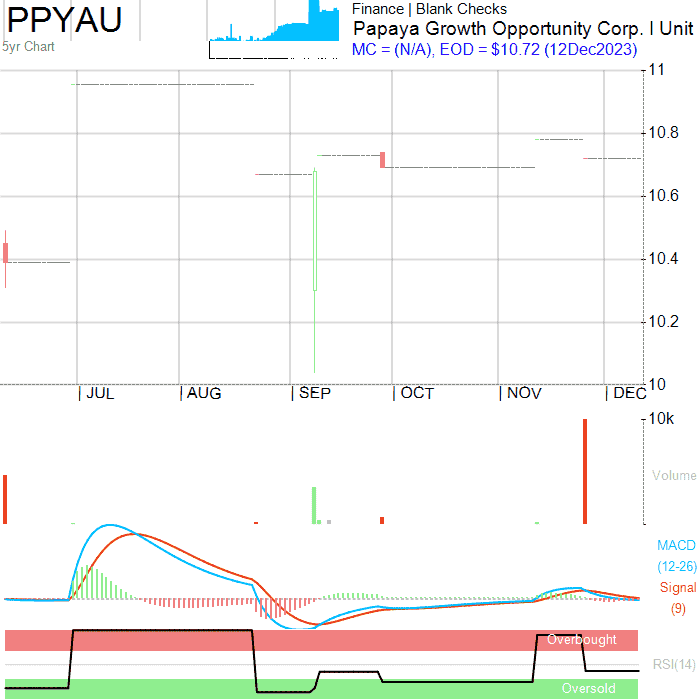 PPYAU
5yr Chart
Finance | Blank Checks
Papaya Growth Opportunity Corp. I Unit
MC = (N/A), EOD = $10.72 (12Dec2023)
11
10.8
10.6
10.4
10.2
10
JUL AUG SEP OCT NOV DEC
10k
Volume
MACD
(12-26)
Signal
(9)
Overbought
RSI(14)
Oversold